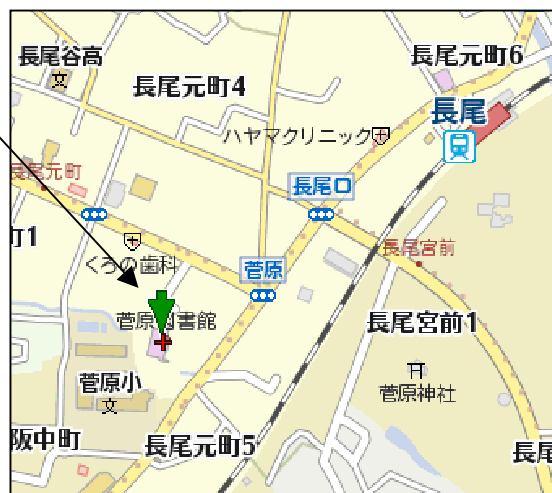 長尾谷高
長尾元町6
長尾元町4
長尾
ハヤマクリニック
長尾元町
長尾口
町1
くろの歯科
菅原
長尾宮前
菅原図書館
長尾宮前1
菅原小
菅原神社
阪中町
長尾元町5
長尾